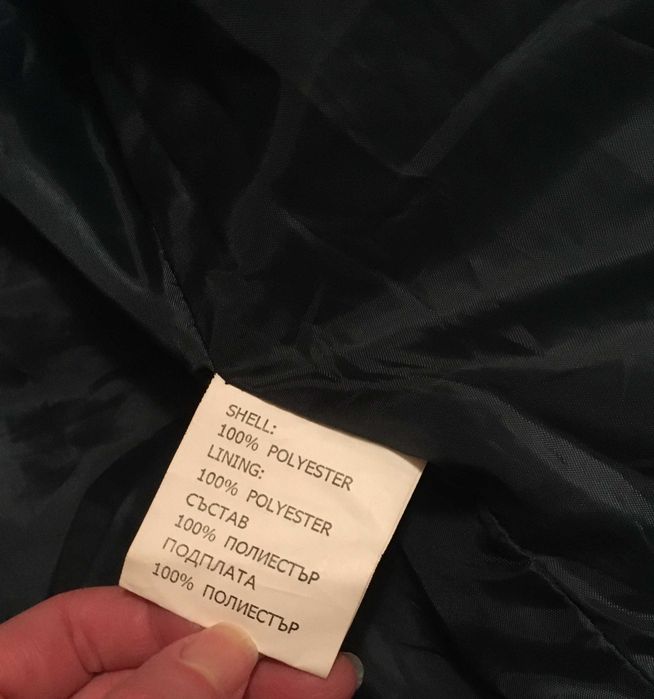 SHELL:
100% POLYESTER
LINING:
100% POLYESTER
СЪСТАВ
100% ПОЛИЕСТЪР
ПОДПЛАТА
100% ПОЛИЕСТЪР